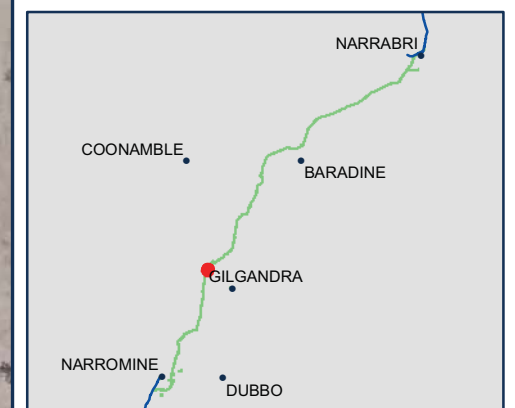 NARRABRI
COONAMBLE
BARADINE
GILGANDRA
NARROMINE
DUBBO